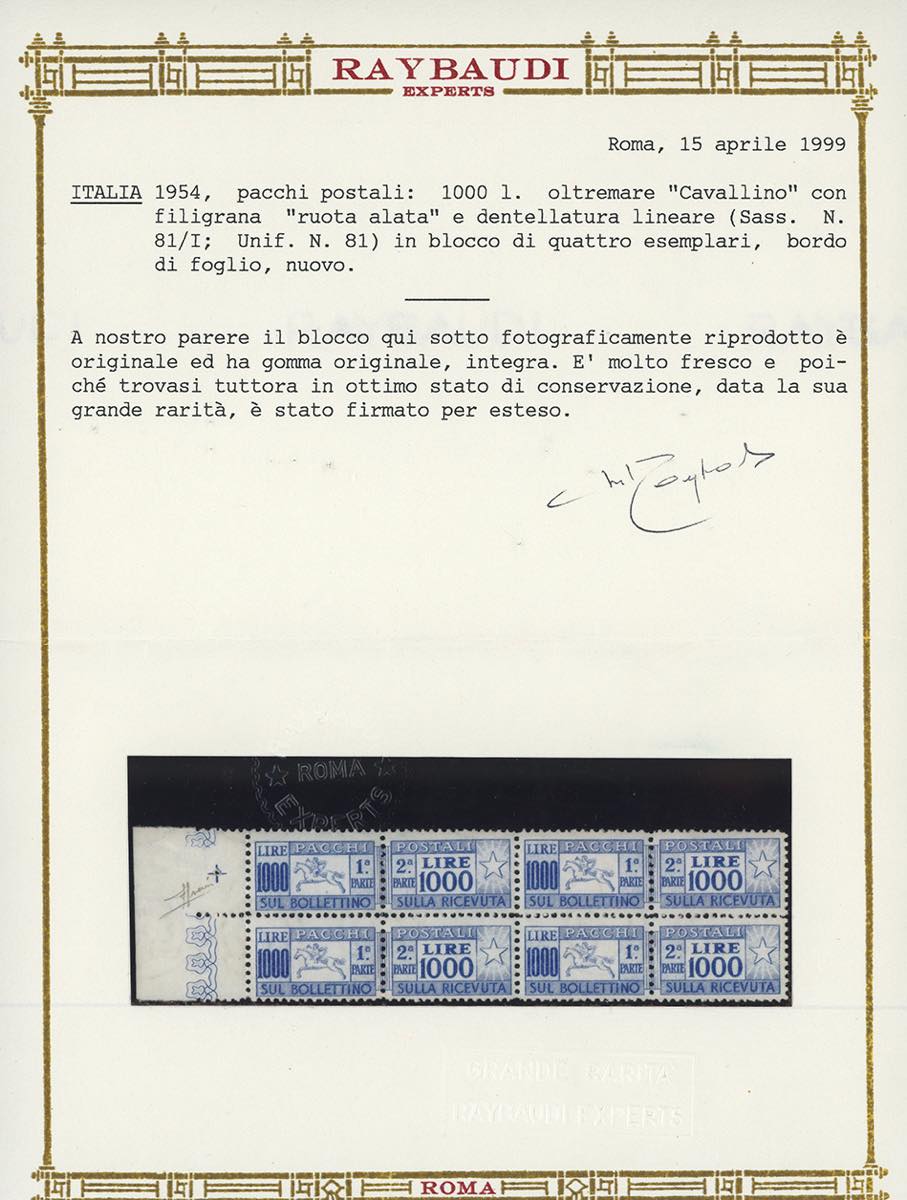 RAYBAUDI
EXPERTS
Roma, 15 aprile 1999
ITALIA 1954, pacchi postali: 1000 l. oltremare "Cavallino" con
filigrana "ruota alata" e dentellatura lineare (Sass. N.
81/I; Unif. N. 81) in blocco di quattro esemplari, bordo
di foglio, nuovo.
A nostro parere il blocco qui sotto fotograficamente riprodotto è
originale ed ha gomma originale, integra. E' molto fresco e poi-
ché trovasi tuttora in ottimo stato di conservazione, data la sua
grande rarità, è stato firmato per esteso.
ROMA
EXPERTS
LIRE PACCHI POSTALI LIRE PACCHI POSTALI
1000 1ª PARTE 2ª PARTE LIRE 1000 1000 1ª PARTE 2ª PARTE LIRE 1000
SUL BOLLETTINO SULLA RICEVUTA SUL BOLLETTINO SULLA RICEVUTA
LIRE PACCHI POSTALI LIRE PACCHI POSTALI
1000 1ª PARTE 2ª PARTE LIRE 1000 1000 1ª PARTE 2ª PARTE LIRE 1000
SUL BOLLETTINO SULLA RICEVUTA SUL BOLLETTINO SULLA RICEVUTA
GRANDE RARITA'
RAYBAUDI EXPERTS
ROMA